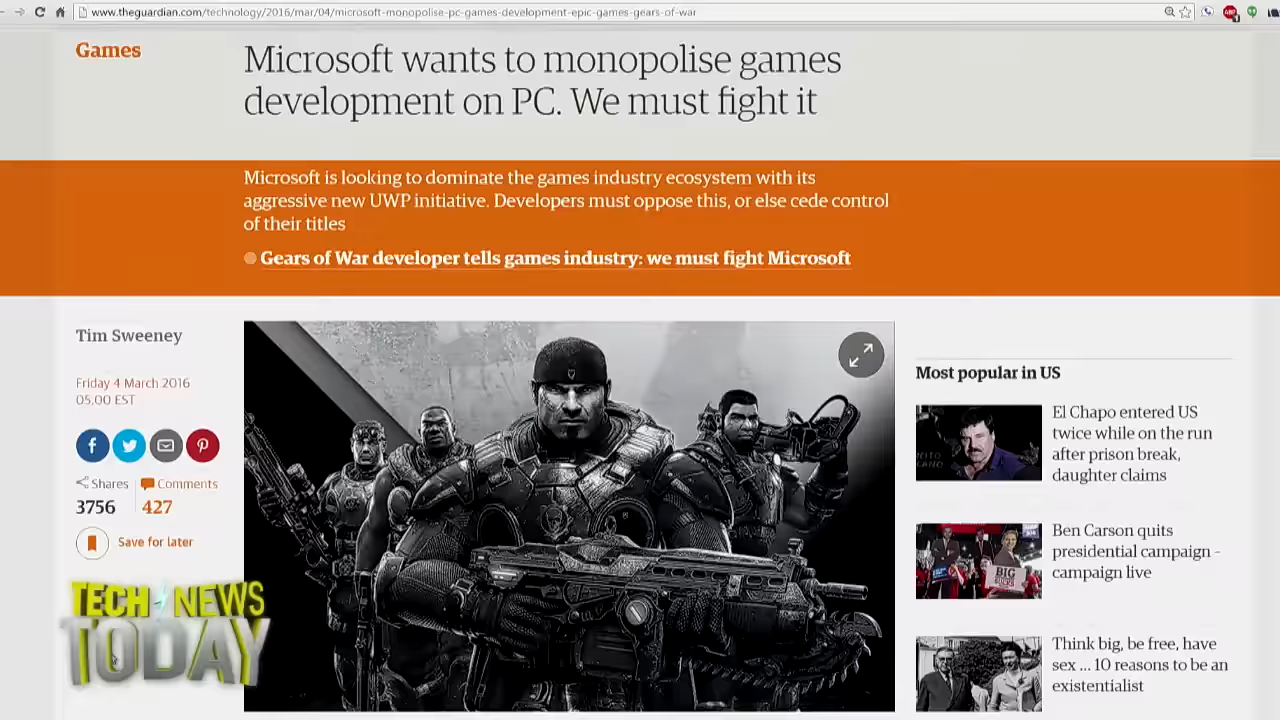 www.theguardian.com/technology/2016/mar/04/microsoft-monopolise-pc-games-development-epic-games-gears-of-war
Games
Microsoft wants to monopolise games
development on PC. We must fight it
Microsoft is looking to dominate the games industry ecosystem with its
aggressive new UWP initiative. Developers must oppose this, or else cede control
of their titles
Gears of War developer tells games industry: we must fight Microsoft
Tim Sweeney
Friday 4 March 2016
05.00 EST
Shares
Comments
3756
427
Save for later
TECH NEWS
TODAY
Most popular in US
El Chapo entered US
twice while on the run
after prison break,
daughter claims
Ben Carson quits
presidential campaign -
campaign live
BIG
Think big, be free, have
sex ... 10 reasons to be an
existentialist